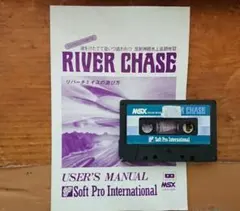 RIVER CHASE
リバーチェイスの遊び方
USER'S MANUAL
Soft Pro International
MSX
MSX
RIVER CHASE
Soft Pro International